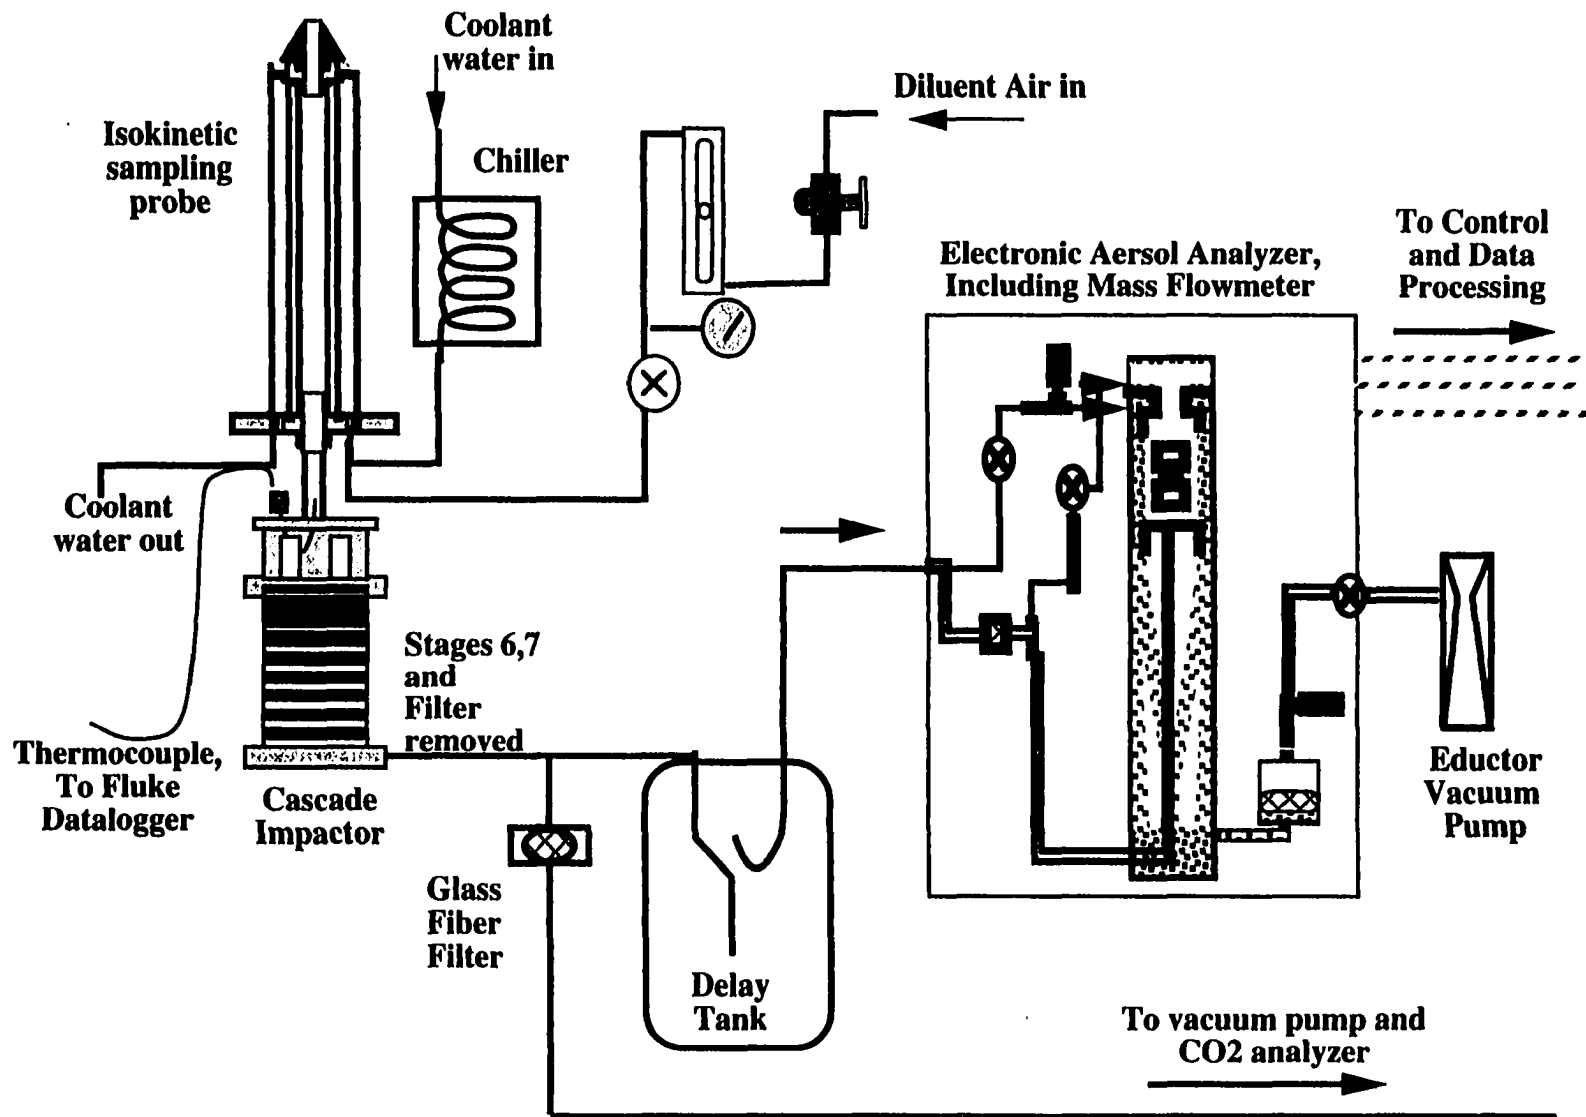 Coolant
water in
Diluent Air in
Isokinetic
sampling
probe
Chiller
To Control
and Data
Processing
Electronic Aersol Analyzer,
Including Mass Flowmeter
Coolant
water out
Stages 6,7
and
Filter
removed
Thermocouple,
To Fluke
Datalogger
Cascade
Impactor
Eductor
Vacuum
Pump
Glass
Fiber
Filter
Delay
Tank
To vacuum pump and
CO2 analyzer